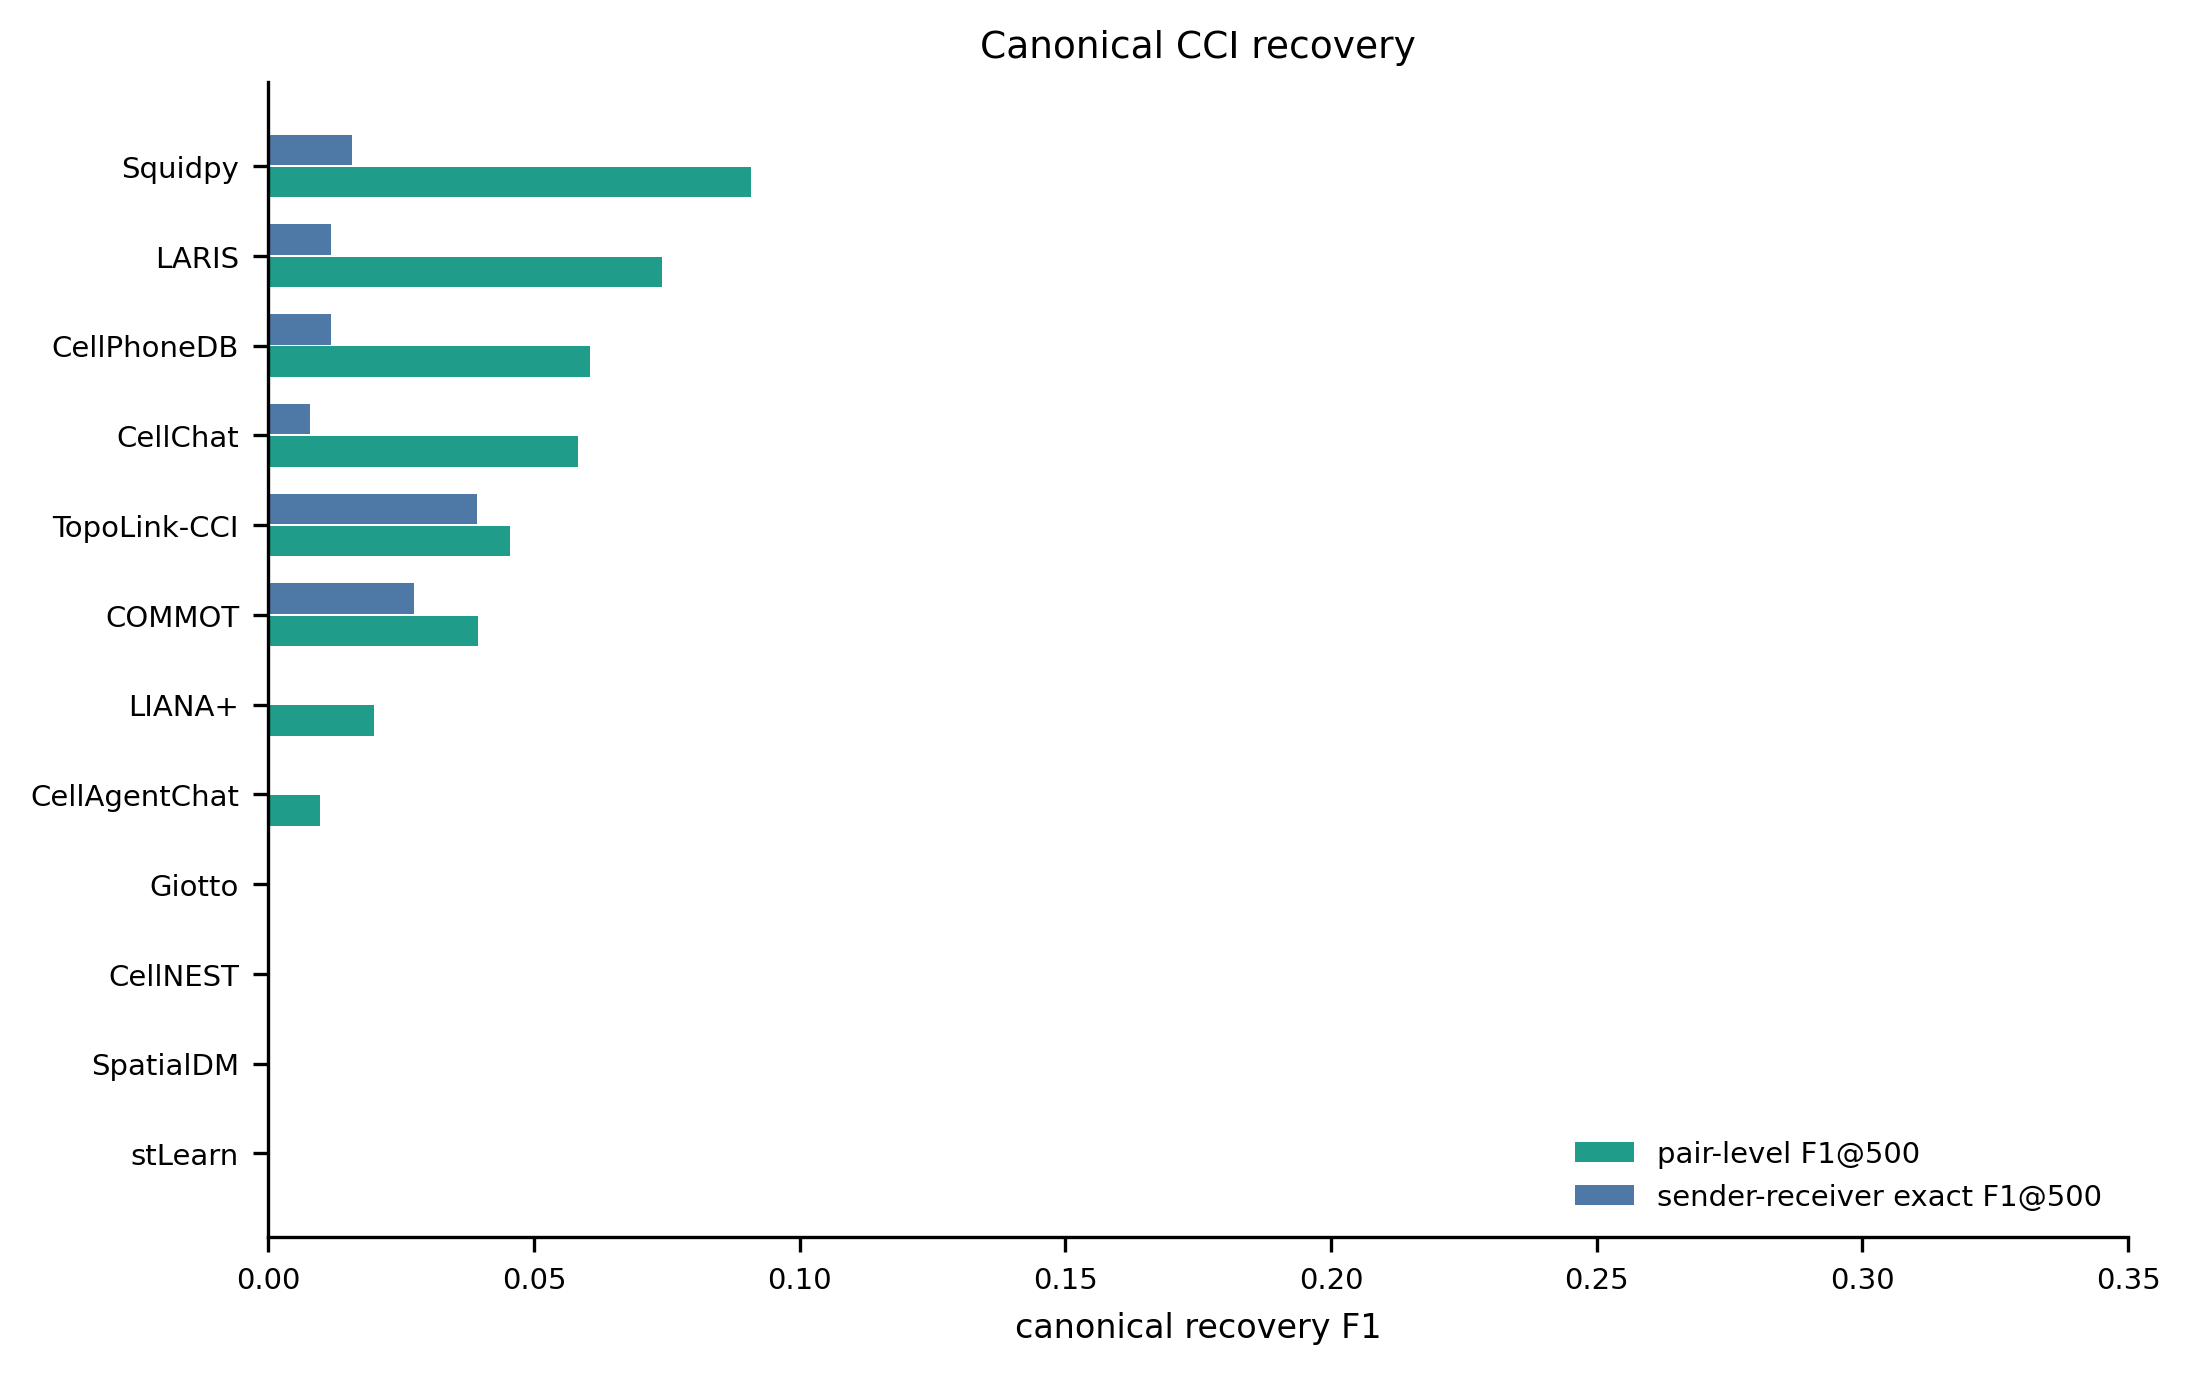 Canonical CCI recovery
Squidpy
LARIS
CellPhoneDB
CellChat
TopoLink-CCI
COMMOT
LIANA+
CellAgentChat
Giotto
CellNEST
SpatialDM
stLearn
pair-level F1@500
sender-receiver exact F1@500
0.00 0.05 0.10 0.15 0.20 0.25 0.30 0.35
canonical recovery F1